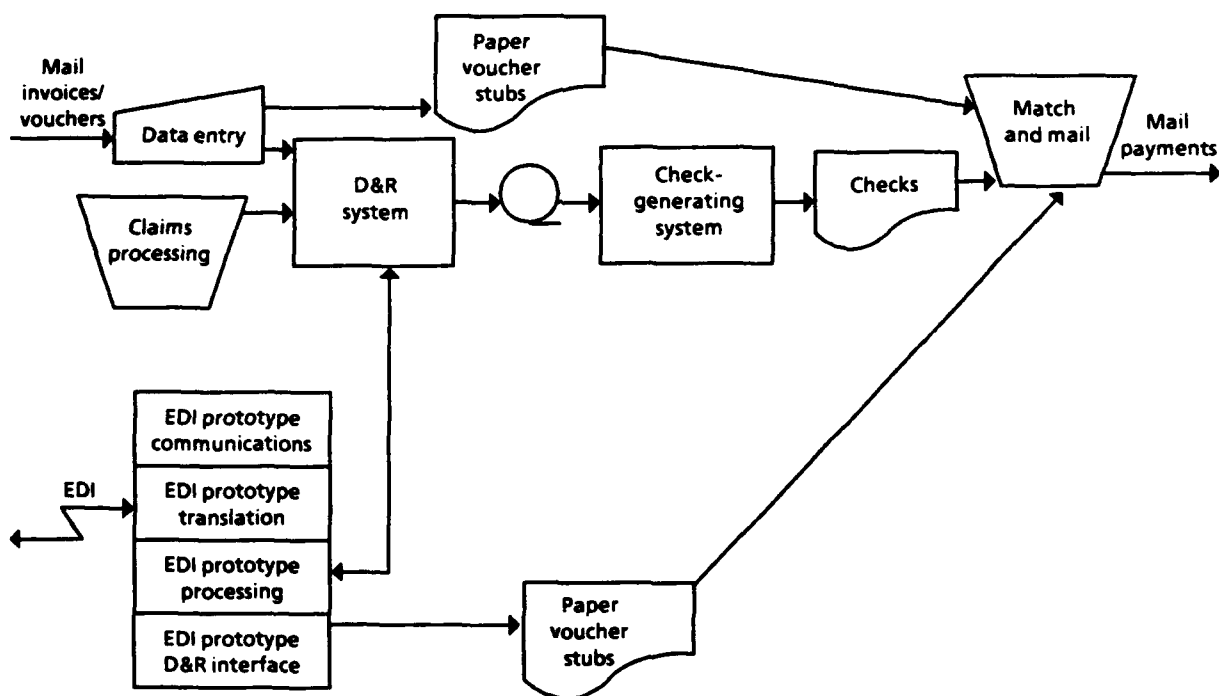 Paper
voucher
stubs
Mail
invoices/
vouchers
Data entry
Match
and mail
Mail
payments
D&R
system
Check-
generating
system
Checks
Claims
processing
EDI prototype
communications
EDI
EDI prototype
translation
EDI prototype
processing
EDI prototype
D&R interface
Paper
voucher
stubs